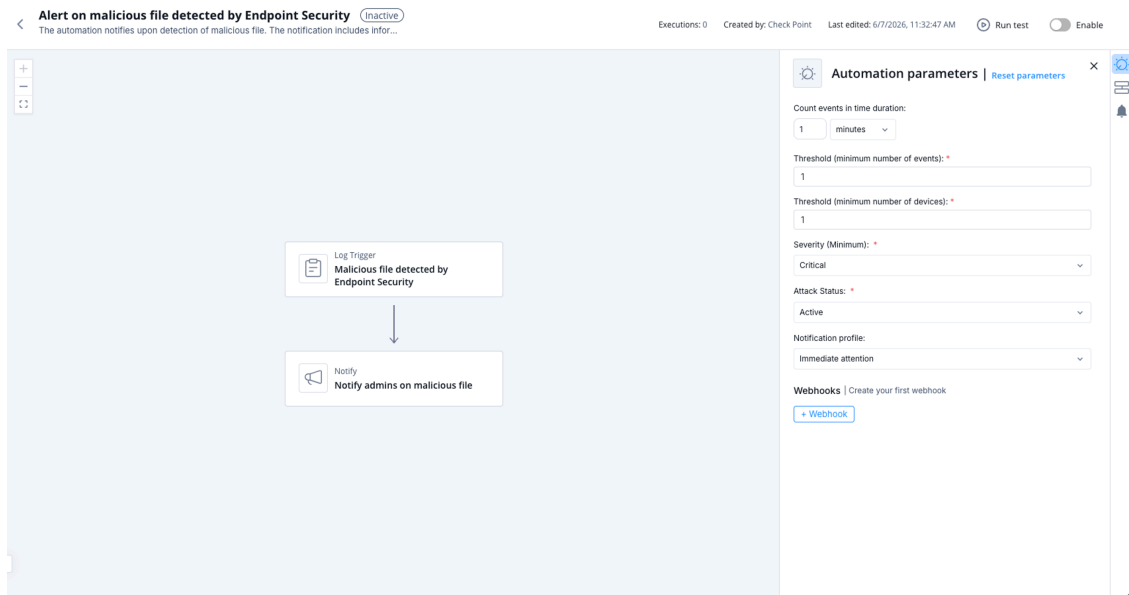 Alert on malicious file detected by Endpoint Security
Inactive
The automation notifies upon detection of malicious file. The notification includes infor...
Executions: 0
Created by: Check Point
Last edited: 6/7/2026, 11:32:47 AM
Run test
Enable
Log Trigger
Malicious file detected by
Endpoint Security
Notify
Notify admins on malicious file
Automation parameters | Reset parameters
Count events in time duration:
1 minutes
Threshold (minimum number of events): *
1
Threshold (minimum number of devices): *
1
Severity (Minimum): *
Critical
Attack Status: *
Active
Notification profile:
Immediate attention
Webhooks | Create your first webhook
+ Webhook